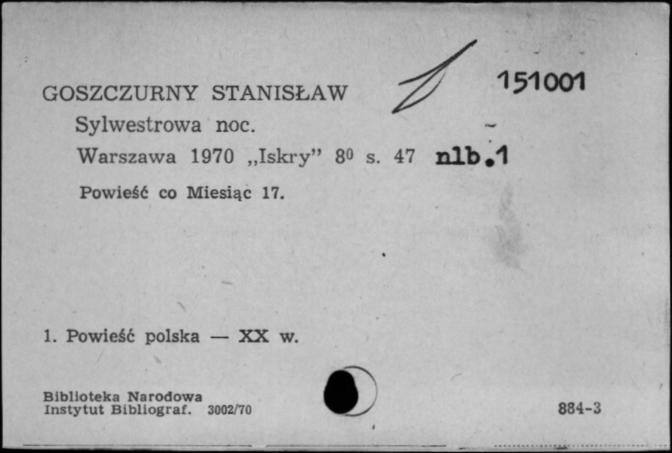 GOSZCZURNY STANISŁAW 151001
Sylwestrowa noc.
Warszawa 1970 „Iskry” 8⁰ s. 47 nlb.1
Powieść co Miesiąc 17.
1. Powieść polska — XX w.
Biblioteka Narodowa
Instytut Bibliograf. 3002/70 884-3